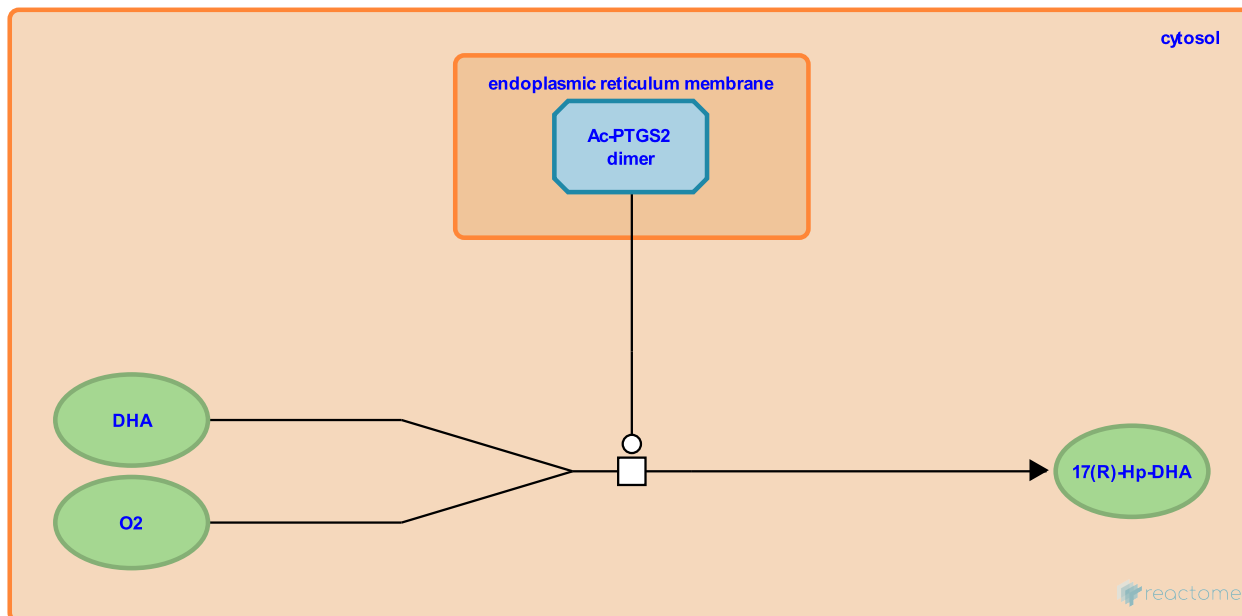 cytosol
endoplasmic reticulum membrane
Ac-PTGS2
dimer
DHA
17(R)-Hp-DHA
O2
reactome